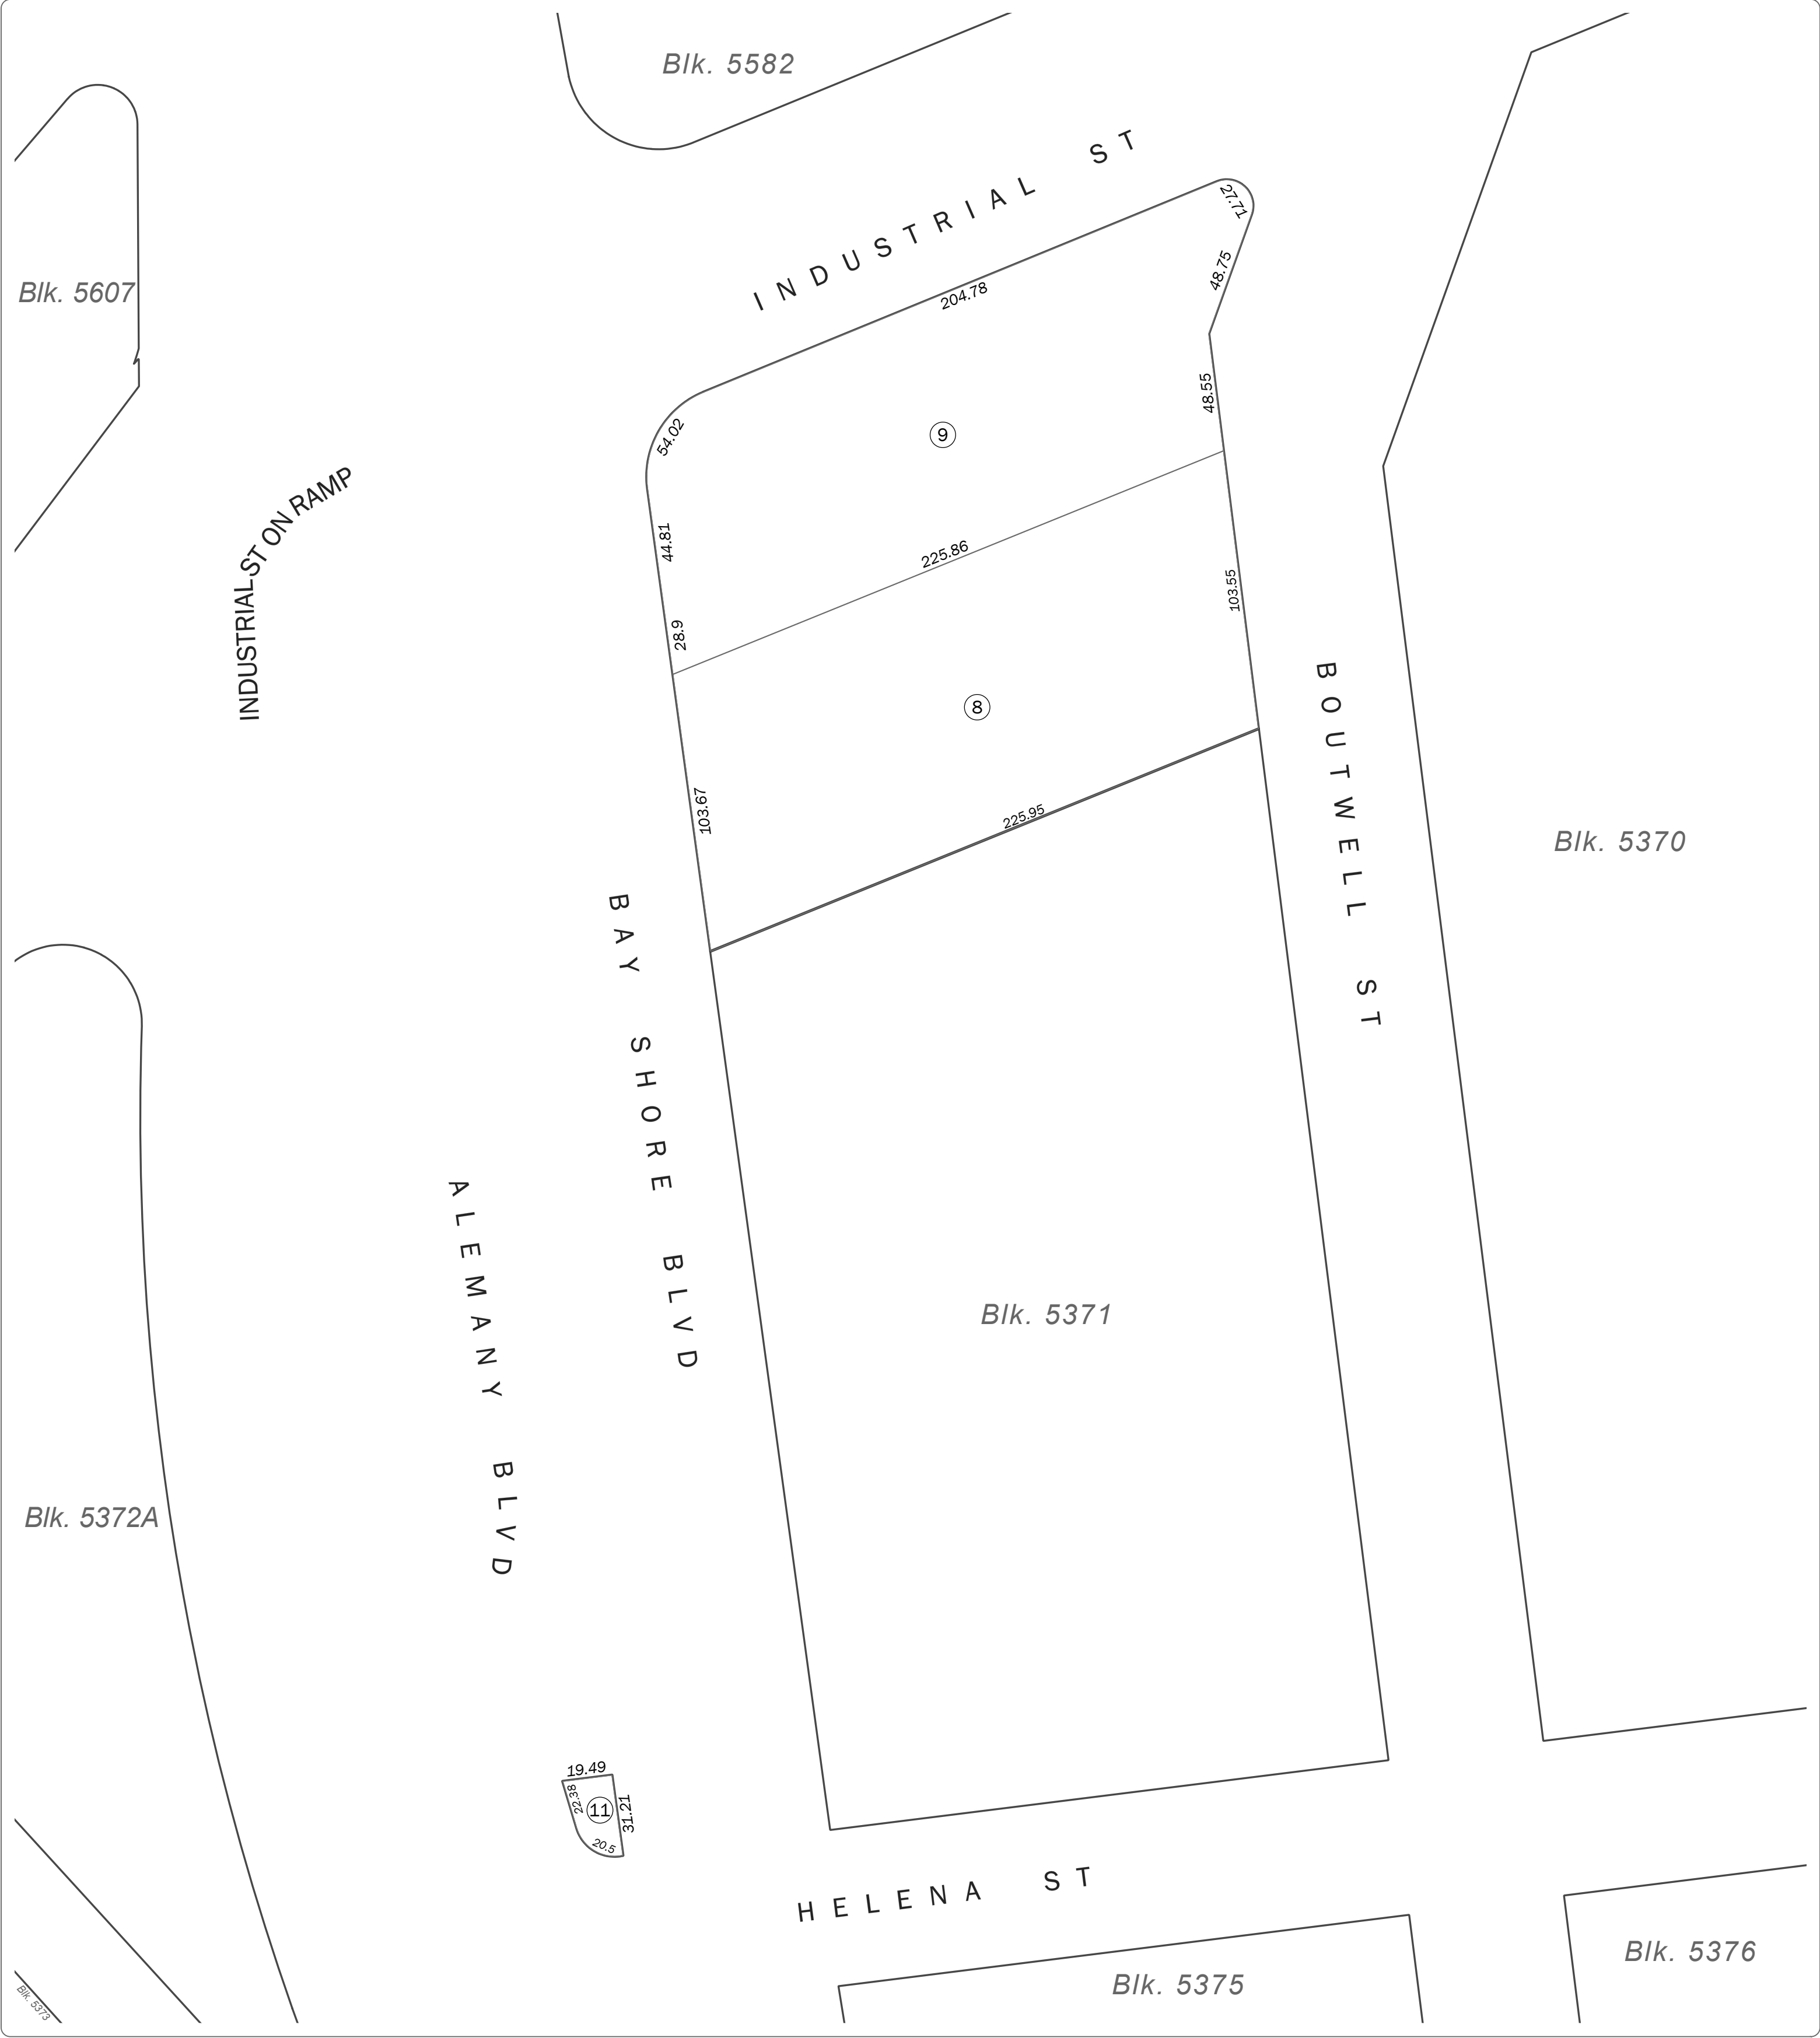 Blk. 5582
INDUSTRIAL ST
27.71
Blk. 5607
48.75
204.78
48.55
54.02
9
INDUSTRIAL ST ON RAMP
44.81
225.86
103.55
28.9
8
BOUTWELL ST
103.67
225.95
Blk. 5370
BAY SHORE BLVD
ALEMANY BLVD
Blk. 5371
Blk. 5372A
19.49
22.38
11
31.21
20.5
HELENA ST
Blk. 5376
Blk. 5375
Blk. 5373